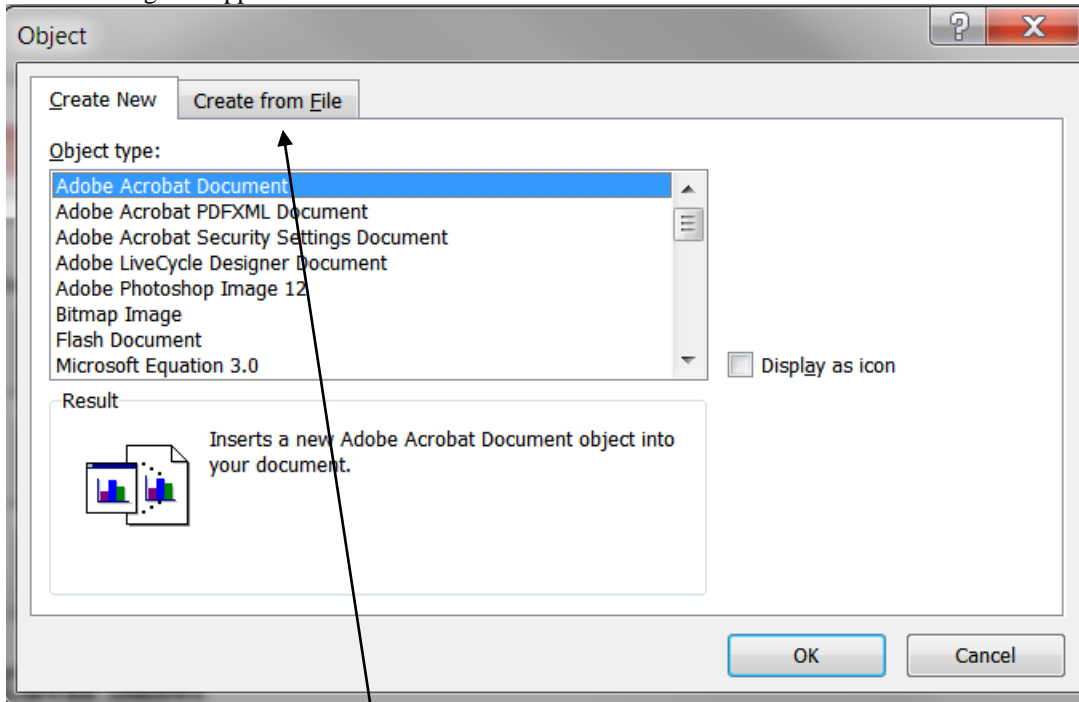 Object
?
X
Create New
Create from File
Object type:
Adobe Acrobat Document
Adobe Acrobat PDFXML Document
Adobe Acrobat Security Settings Document
Adobe LiveCycle Designer Document
Adobe Photoshop Image 12
Bitmap Image
Flash Document
Microsoft Equation 3.0
Display as icon
Result
Inserts a new Adobe Acrobat Document object into
your document.
OK
Cancel